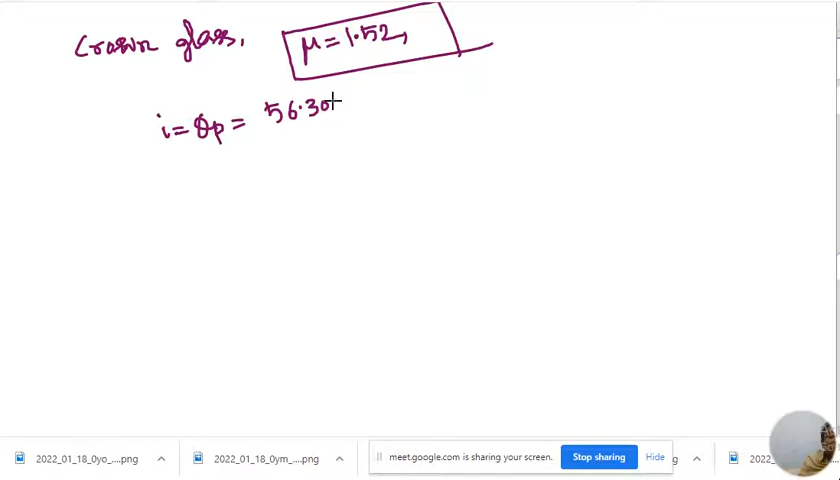 Crown glass. μ = 1.52,
i = θp = 56.30
2022_01_18_0yo_....png
2022_01_18_0ym_....png
meet.google.com is sharing your screen.
Stop sharing
Hide
g
2022_01_18_0